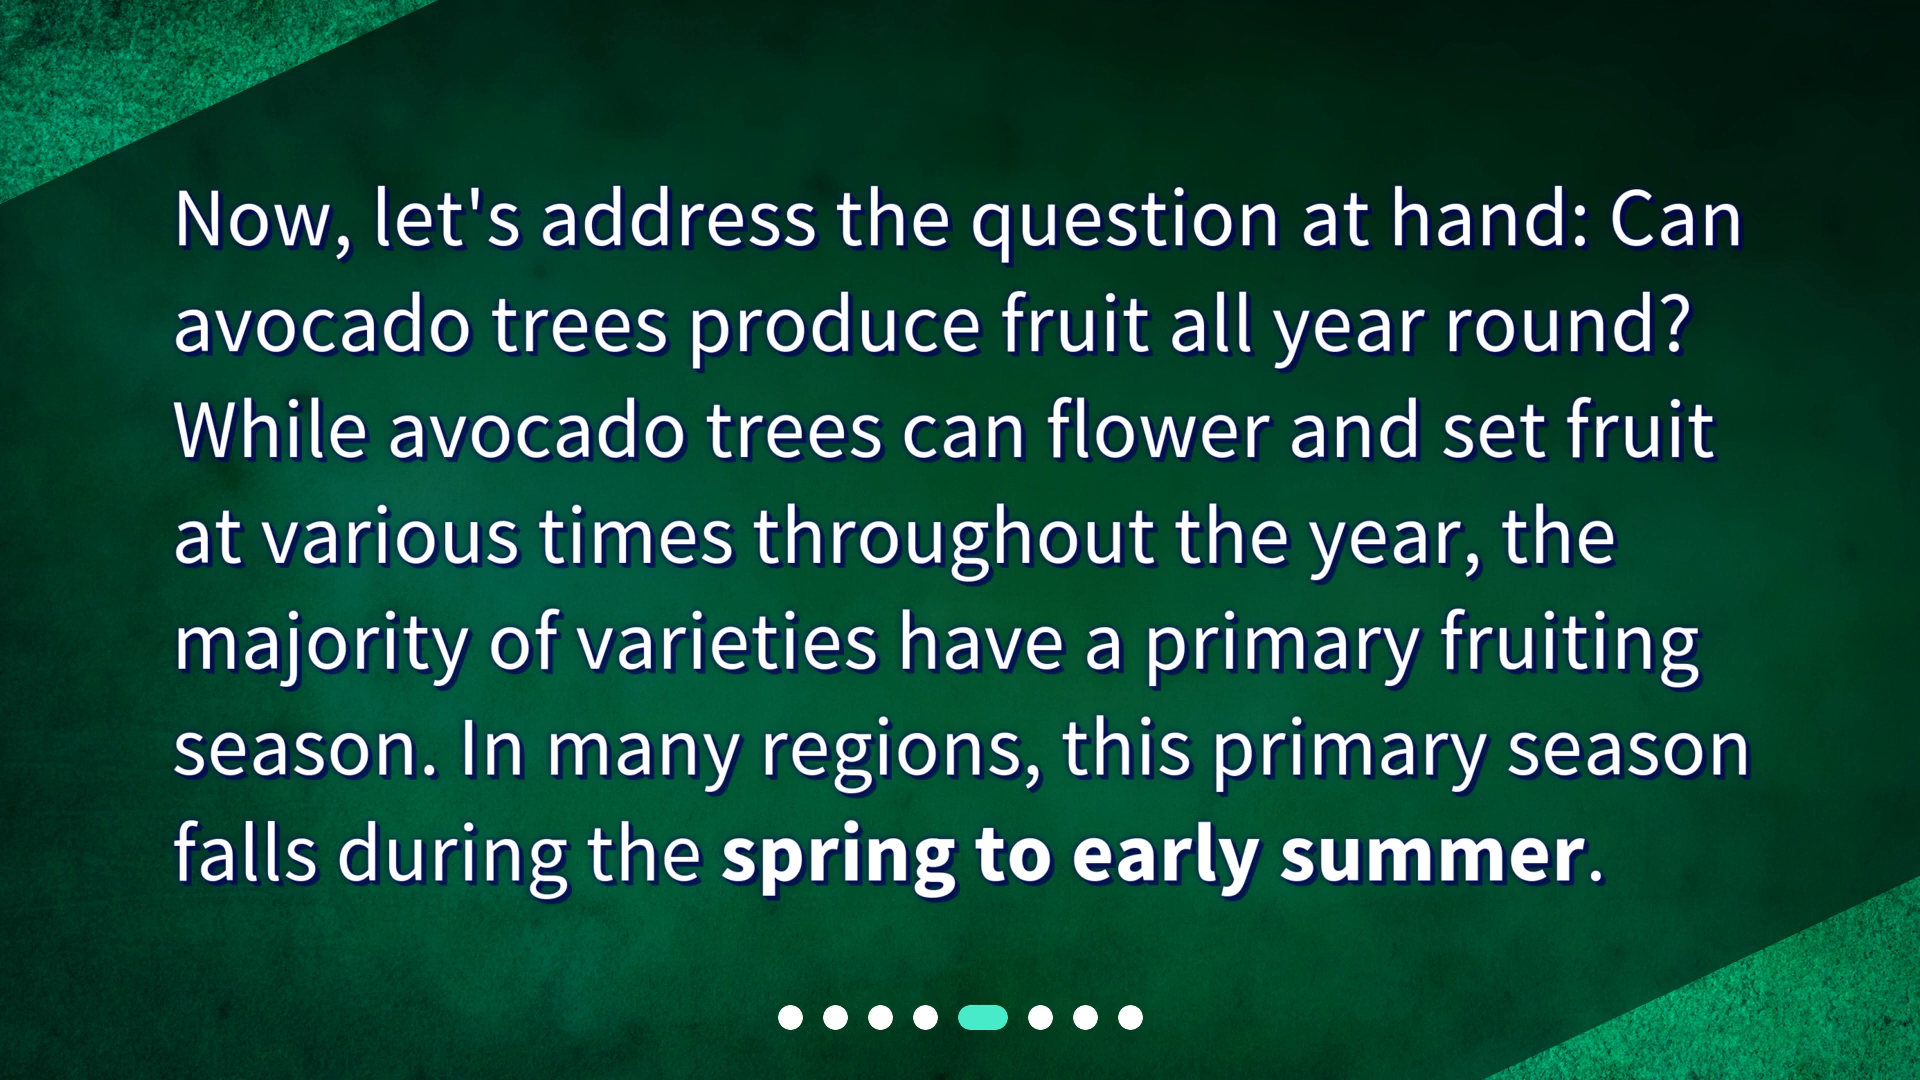 Now, let's address the question at hand: Can
avocado trees produce fruit all year round?
While avocado trees can flower and set fruit
at various times throughout the year, the
majority of varieties have a primary fruiting
season. In many regions, this primary season
falls during the spring to early summer.